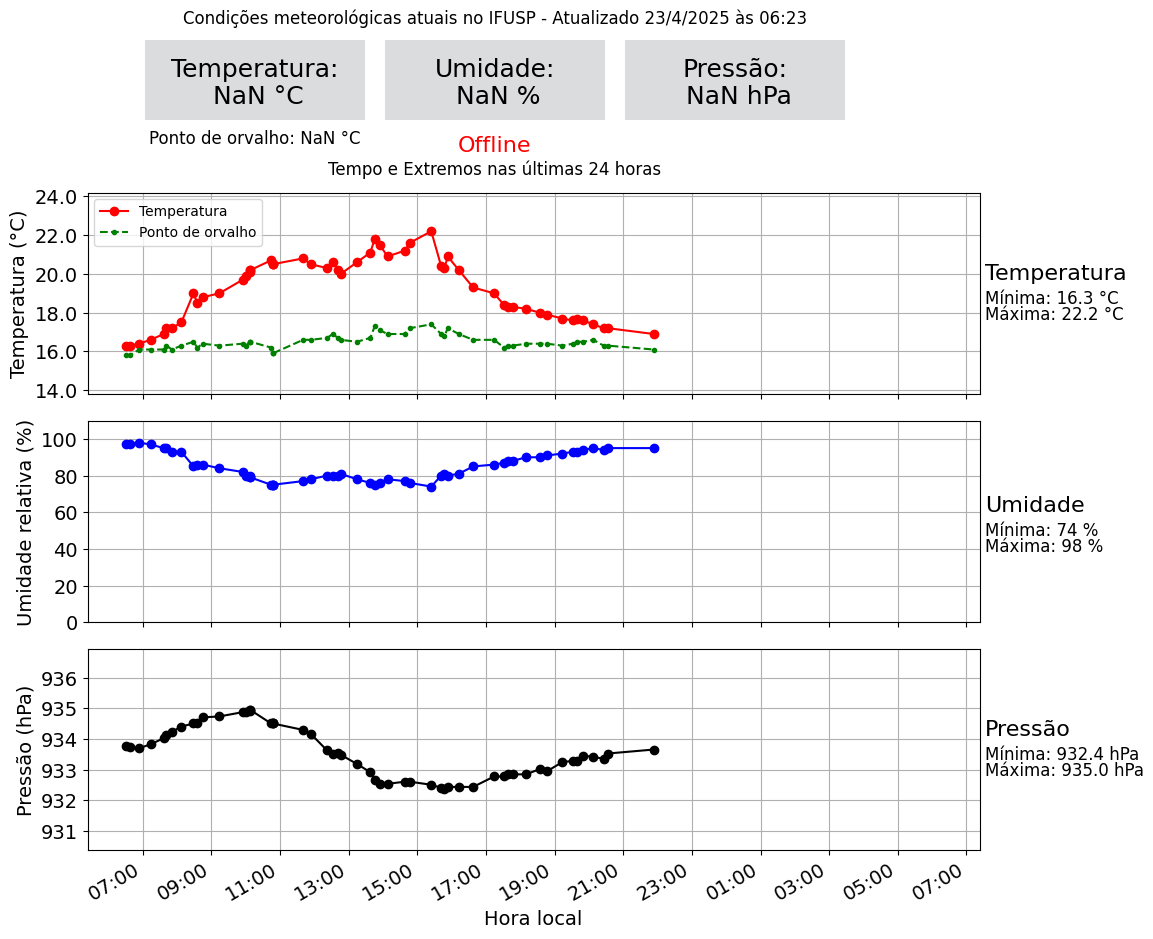 Condições meteorológicas atuais no IFUSP - Atualizado 23/4/2025 às 06:23
Temperatura:
NaN °C
Umidade:
NaN %
Pressão:
NaN hPa
Ponto de orvalho: NaN °C
Offline
Tempo e Extremos nas últimas 24 horas
Temperatura (°C)
24.0
22.0
20.0
18.0
16.0
14.0
Temperatura
Ponto de orvalho
Temperatura
Mínima: 16.3 °C
Máxima: 22.2 °C
Umidade relativa (%)
100
80
60
40
20
0
Umidade
Mínima: 74 %
Máxima: 98 %
Pressão (hPa)
936
935
934
933
932
931
Pressão
Mínima: 932.4 hPa
Máxima: 935.0 hPa
07:00 09:00 11:00 13:00 15:00 17:00 19:00 21:00 23:00 01:00 03:00 05:00 07:00
Hora local